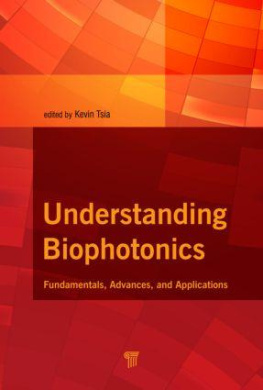 edited by Kevin Tsia
Understanding
Biophotonics
Fundamentals, Advances, and Applications